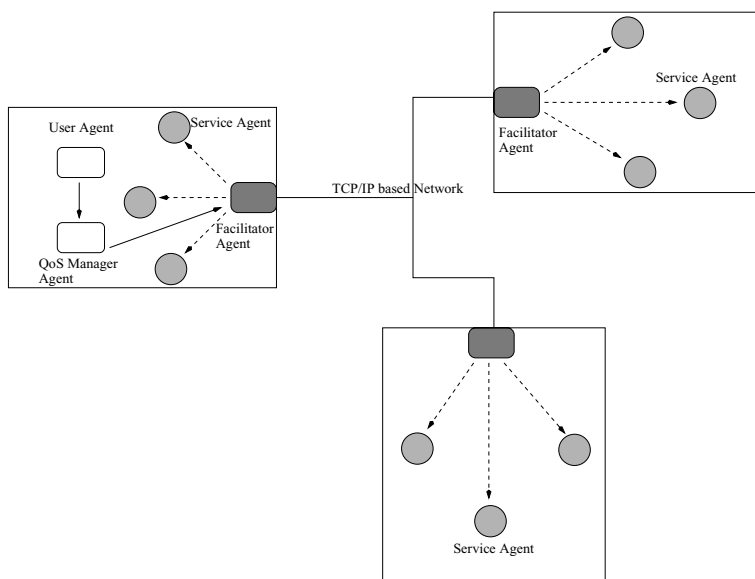 User Agent
Service Agent
QoS Manager
Agent
Facilitator
Agent
TCP/IP based Network
Service Agent
Facilitator
Agent
Service Agent